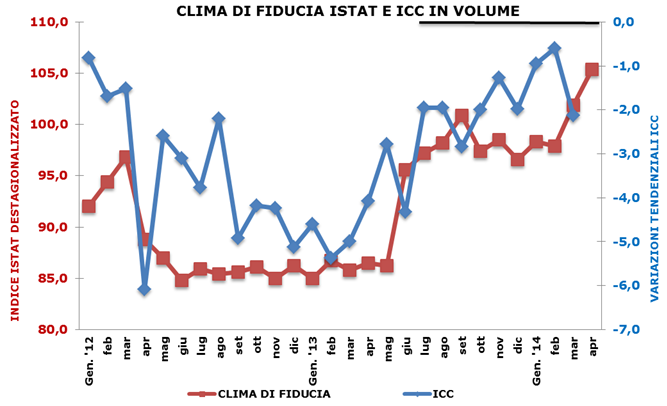 CLIMA DI FIDUCIA ISTAT E ICC IN VOLUME
INDICE ISTAT DESTAGIONALIZZATO
110,0
105,0
100,0
95,0
90,0
85,0
80,0
0,0
-1,0
-2,0
-3,0
-4,0
-5,0
-6,0
-7,0
VARIAZIONI TENDENZIALI ICC
Gen. '12
feb
mar
apr
mag
giu
lug
ago
set
ott
nov
dic
Gen. '13
feb
mar
apr
mag
giu
lug
ago
set
ott
nov
dic
Gen. '14
feb
mar
apr
CLIMA DI FIDUCIA
ICC